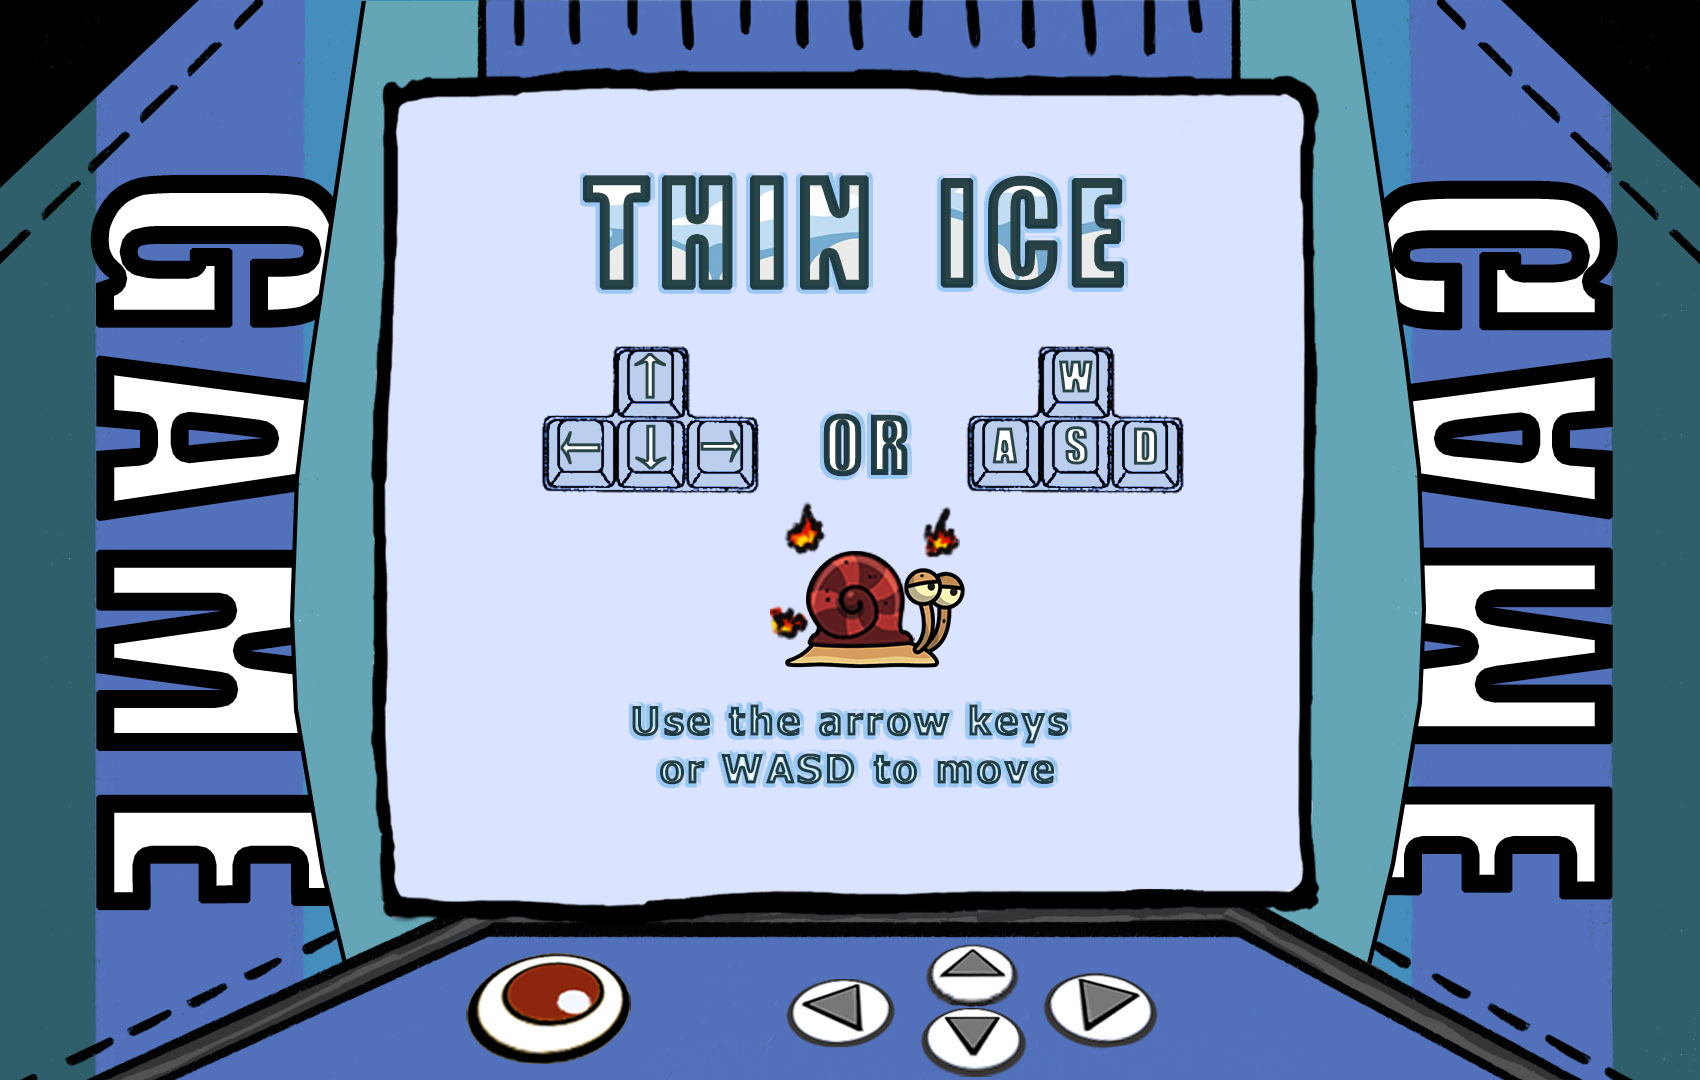 GAME
THIN ICE
↑
← ↓ →
OR
W
A S D
Use the arrow keys
or WASD to move
GAME